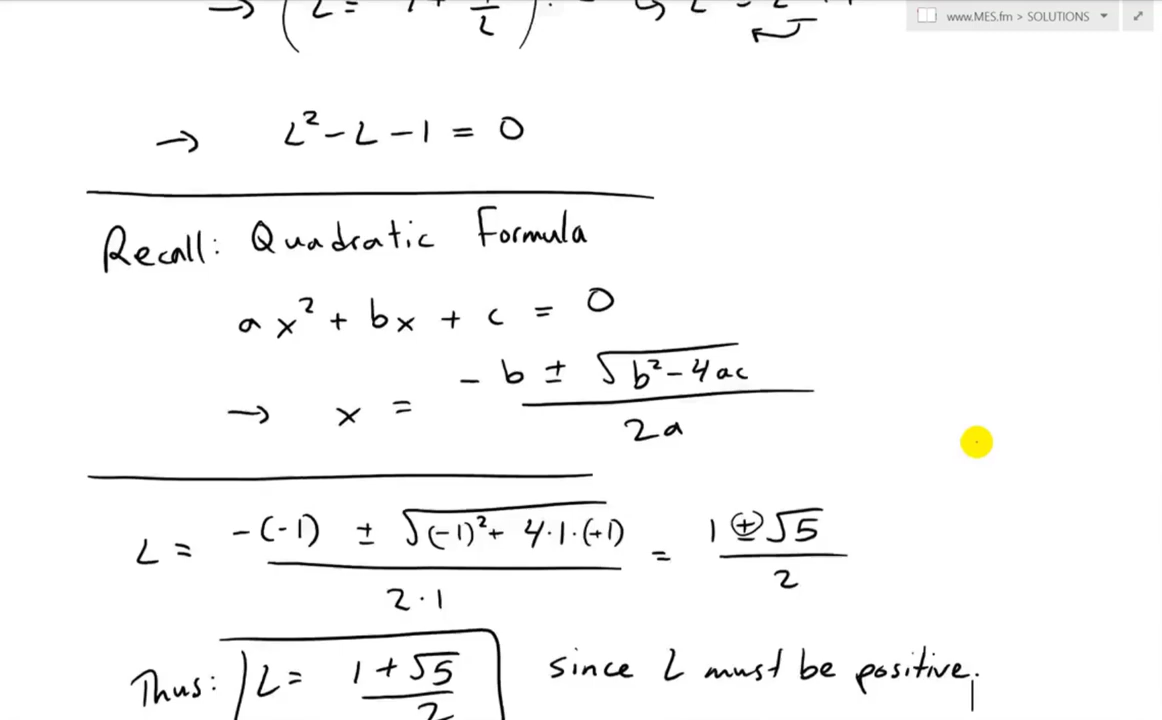 www.MES.fm > SOLUTIONS
→ L² - L - 1 = 0
Recall: Quadratic Formula
ax² + bx + c = 0
→ x = - b ± √(b² - 4ac) / 2a
L = -(-1) ± √((-1)² + 4·1·(+1)) / 2·1 = 1 ± √5 / 2
Thus: L = 1 + √5 / 2 since L must be positive.